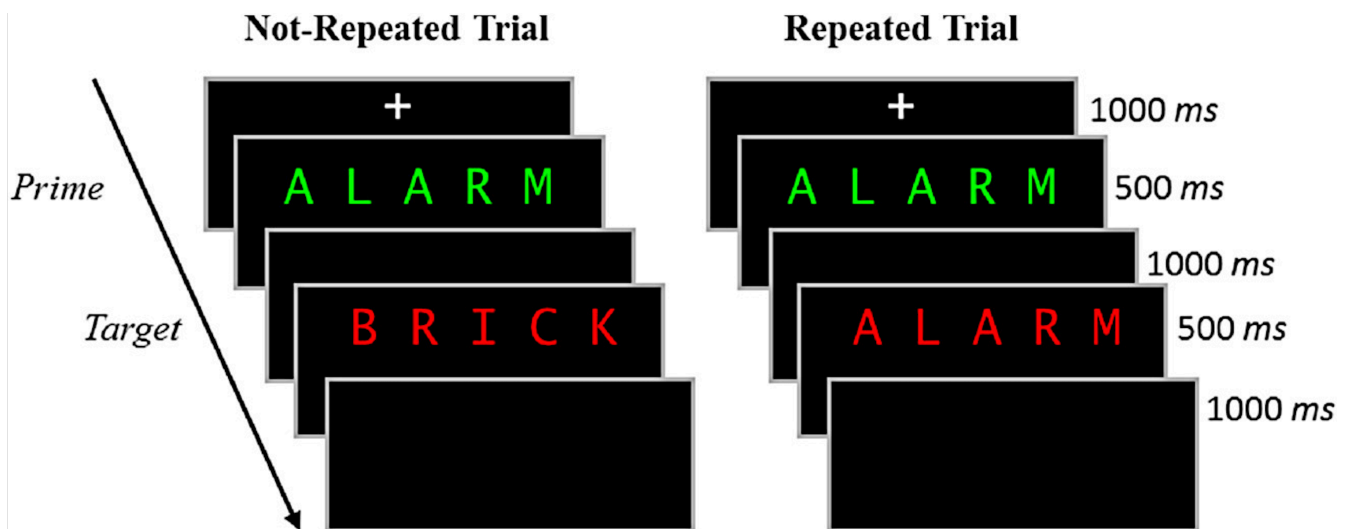 Not-Repeated Trial
Repeated Trial
+
+
1000 ms
Prime
A L A R M
A L A R M
500 ms
1000 ms
Target
B R I C K
A L A R M
500 ms
1000 ms